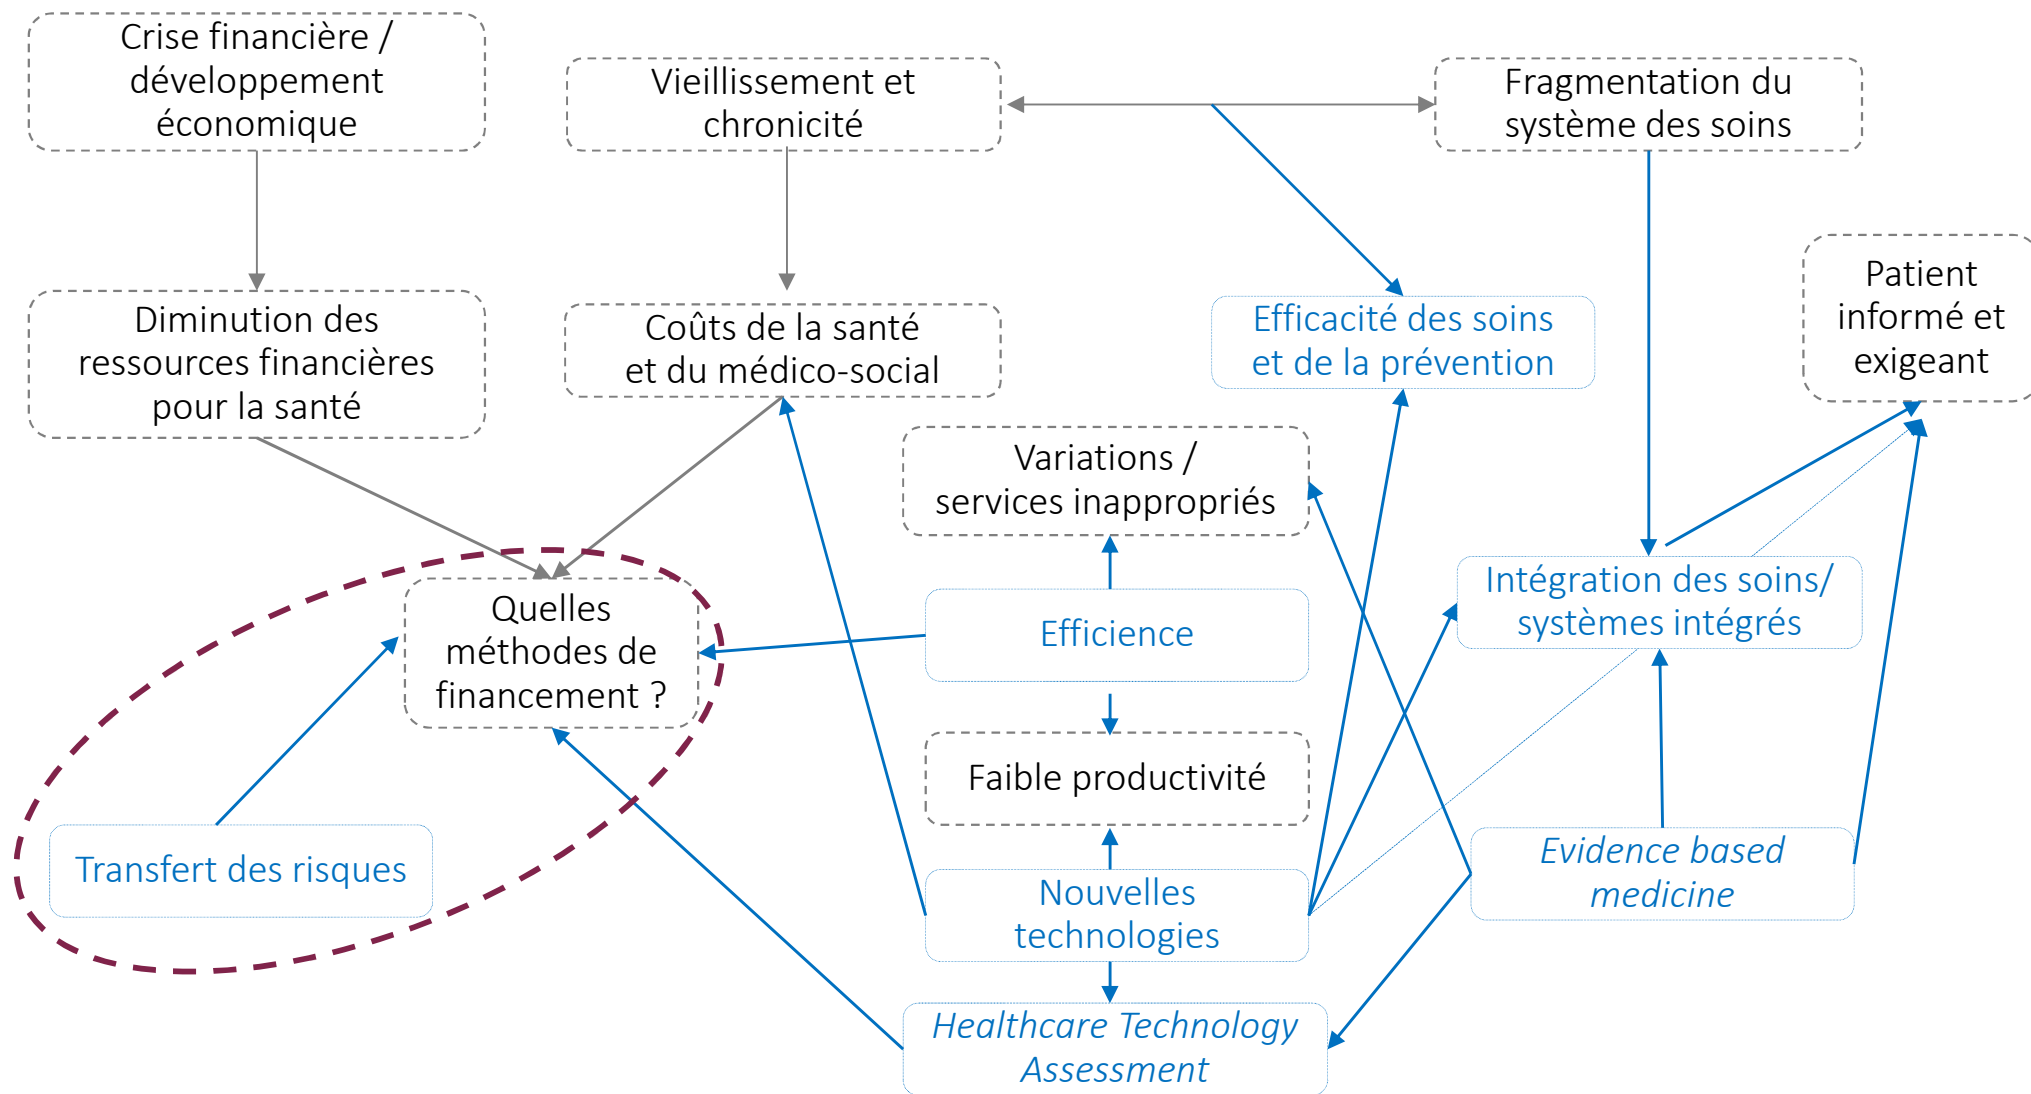 Crise financière /
développement
économique
Vieillissement et
chronicité
Fragmentation du
système des soins
Patient
informé et
exigeant
Diminution des
ressources financières
pour la santé
Coûts de la santé
et du médico-social
Efficacité des soins
et de la prévention
Variations /
services inappropriés
Quelles
méthodes de
financement ?
Efficience
Intégration des soins/
systèmes intégrés
Faible productivité
Transfert des risques
Nouvelles
technologies
Evidence based
medicine
Healthcare Technology
Assessment